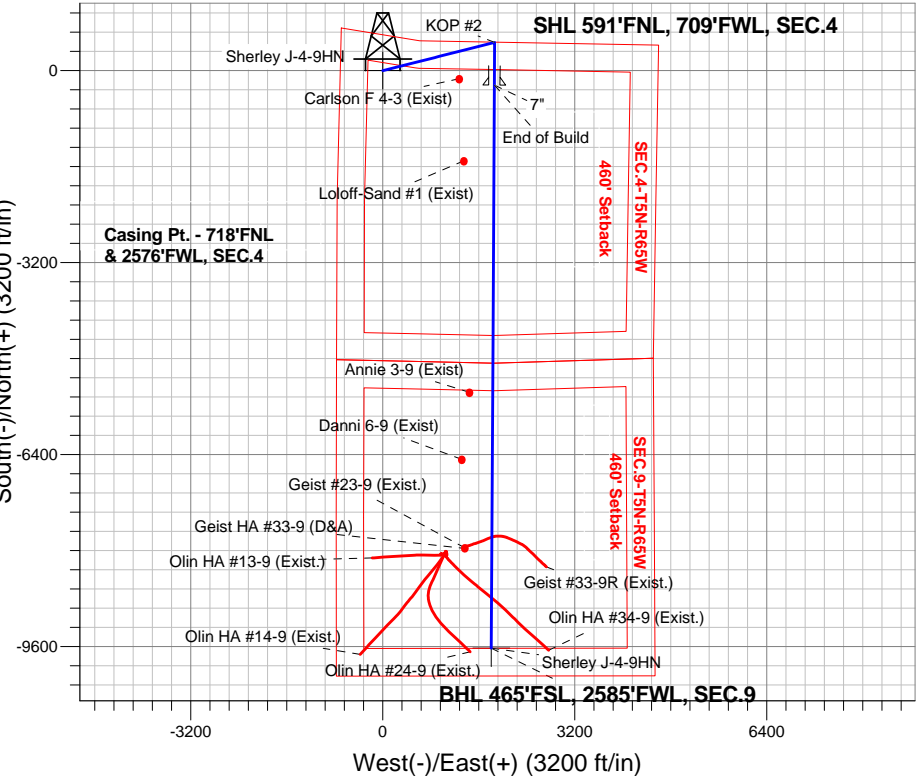 KOP #2
SHL 591'FNL, 709'FWL, SEC.4
Sherley J-4-9HN
0
Carlson F 4-3 (Exist)
7"
End of Build
SEC.4-T5N-R65W
460' Setback
Loloff-Sand #1 (Exist)
Casing Pt. - 718'FNL
& 2576'FWL, SEC.4
-3200
South(-)/North(+) (3200 ft/in)
Annie 3-9 (Exist)
Danni 6-9 (Exist)
-6400
SEC.9-T5N-R65W
460' Setback
Geist #23-9 (Exist.)
Geist HA #33-9 (D&A)
Olin HA #13-9 (Exist.)
Geist #33-9R (Exist.)
Olin HA #34-9 (Exist.)
Olin HA #14-9 (Exist.)
-9600
Sherley J-4-9HN
Olin HA #24-9 (Exist.)
BHL 465'FSL, 2585'FWL, SEC.9
-3200
0
3200
6400
West(-)/East(+) (3200 ft/in)